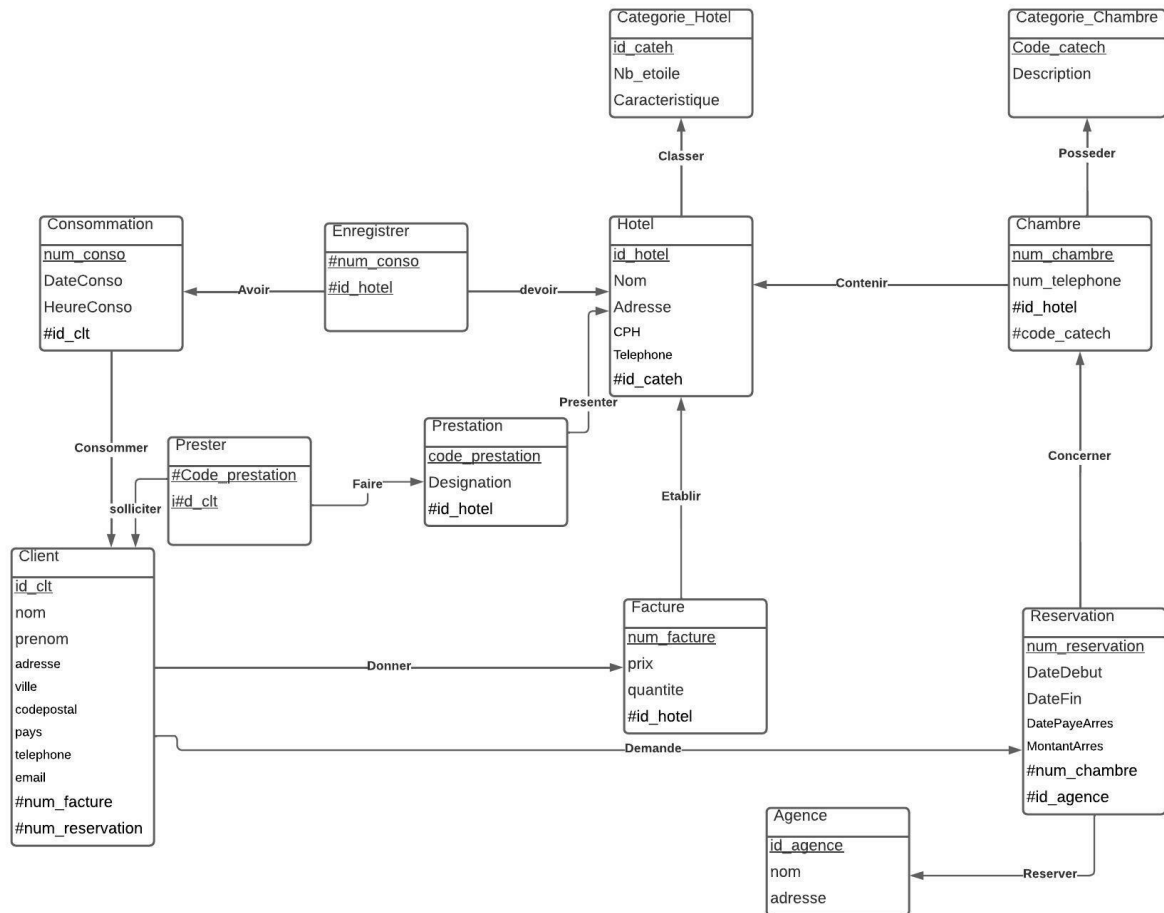 Categorie_Hotel
id_cateh
Nb_etoile
Caracteristique
Categorie_Chambre
Code_catech
Description
Classer
Posseder
Consommation
num_conso
DateConso
HeureConso
#id_clt
Enregistrer
#num_conso
#id_hotel
Avoir
devoir
Hotel
id_hotel
Nom
Adresse
CPH
Telephone
#id_cateh
Contenir
Chambre
num_chambre
num_telephone
#id_hotel
#code_catech
Presenter
Consommer
Prester
#Code_prestation
i#d_clt
solliciter
Faire
Prestation
code_prestation
Designation
#id_hotel
Etablir
Concerner
Client
id_clt
nom
prenom
adresse
ville
codepostal
pays
telephone
email
#num_facture
#num_reservation
Donner
Facture
num_facture
prix
quantite
#id_hotel
Demande
Reservation
num_reservation
DateDebut
DateFin
DatePayeArres
MontantArres
#num_chambre
#id_agence
Agence
id_agence
nom
adresse
Reserver